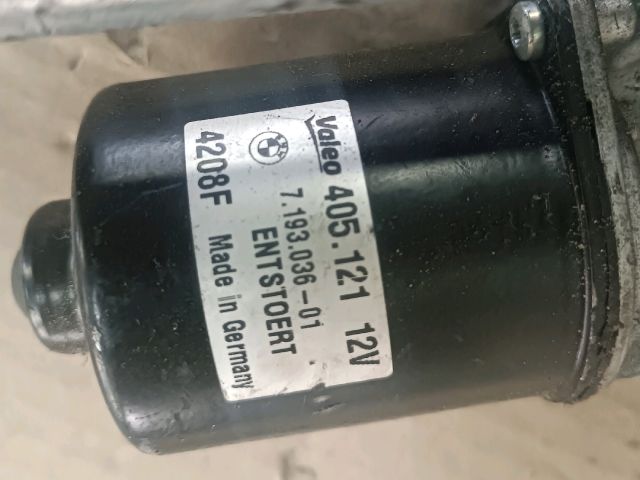 Valeo 405.121 12V
7.193.036-01
ENTSTOERT
4208F Made in Germany